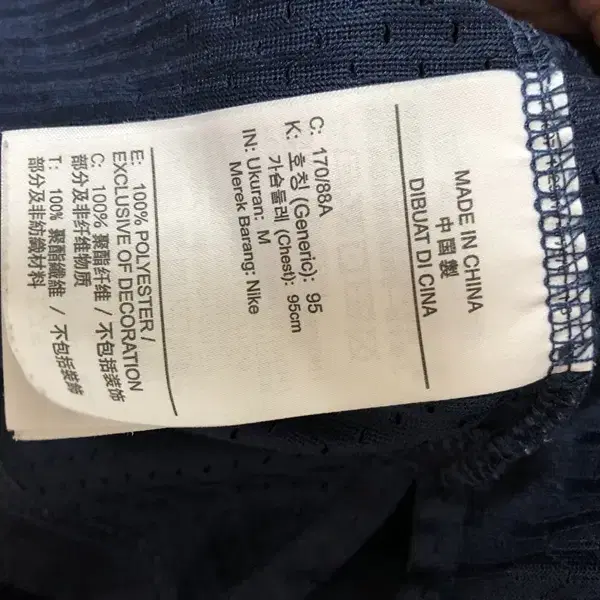 MADE IN CHINA
中国製
DIBUAT DI CINA
C: 170/88A
K: 호칭 (Generic): 95
가슴둘레 (Chest): 95cm
IN: Ukuran: M
Merek Barang: Nike
E: 100% POLYESTER /
EXCLUSIVE OF DECORATION
C: 100% 聚酯纤维 / 不包括装饰
部分及非纤维物质
T: 100% 聚酯纖維 / 不包括裝飾
部分及非紡織材料